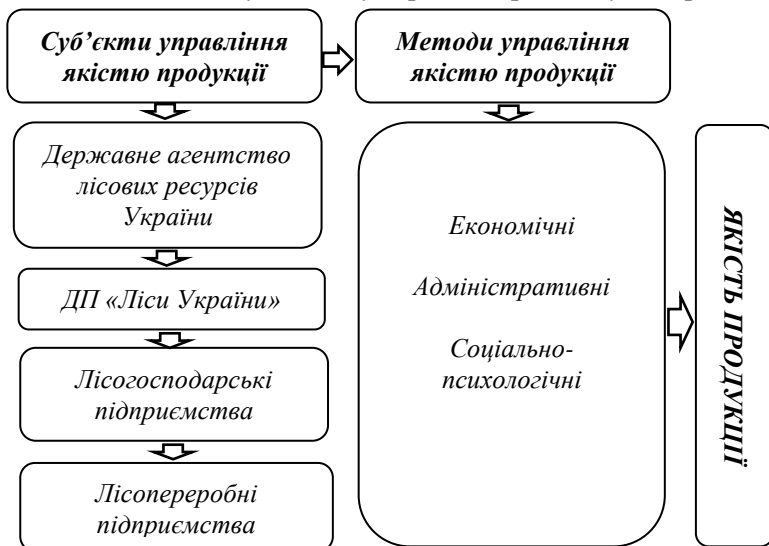 Суб’єкти управління
якістю продукції
Методи управління
якістю продукції
Державне агентство
лісових ресурсів
України
ДП «Ліси України»
Лісогосподарські
підприємства
Лісопереробні
підприємства
Економічні
Адміністративні
Соціально-
психологічні
ЯКІСТЬ ПРОДУКЦІЇ